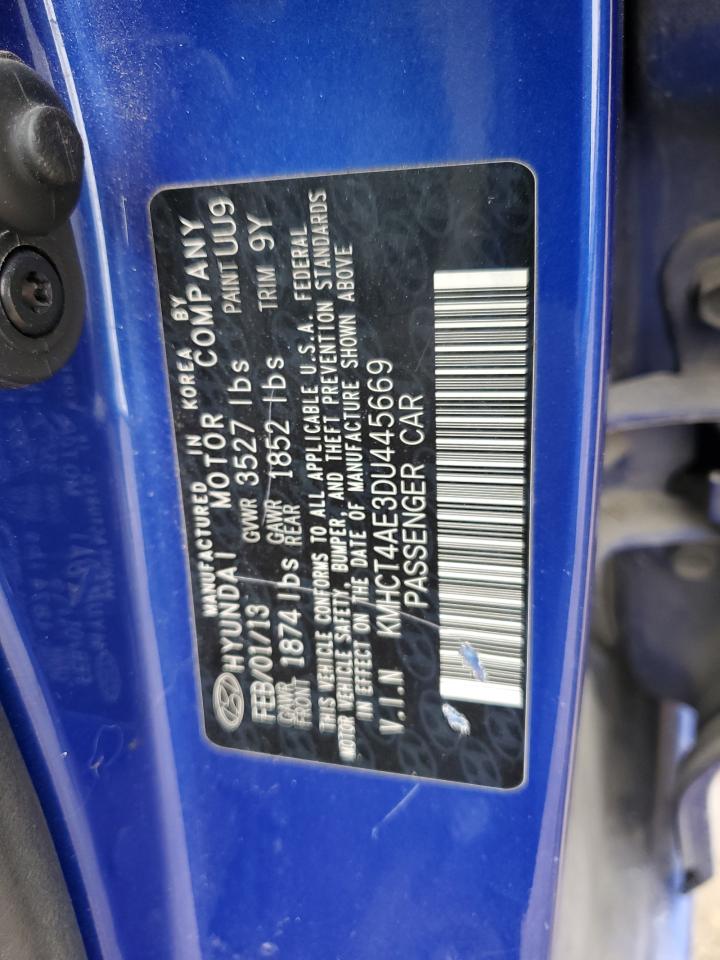 MANUFACTURED IN KOREA BY
HYUNDAI MOTOR COMPANY
FEB/01/13 GVWR 3527 lbs PAINT UU9
GAWR FRONT 1874 lbs GAWR REAR 1852 lbs TRIM 9Y
THIS VEHICLE CONFORMS TO ALL APPLICABLE U.S.A. FEDERAL
MOTOR VEHICLE SAFETY, BUMPER, AND THEFT PREVENTION STANDARDS
IN EFFECT ON THE DATE OF MANUFACTURE SHOWN ABOVE
V.I.N KMHCT4AE3DU445669
PASSENGER CAR